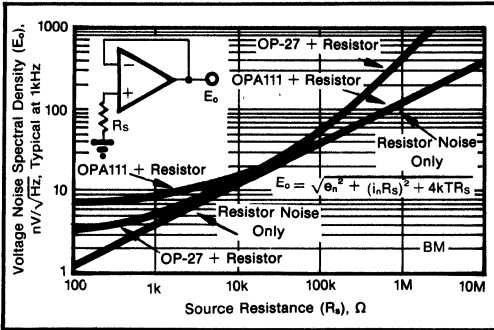 Voltage Noise Spectral Density (Eₒ),
nV/√Hz, Typical at 1kHz
1000
100
10
1
−
+
Eₒ
Rₛ
OP-27 + Resistor
OPA111 + Resistor
Resistor Noise
Only
OPA111 + Resistor
Eₒ = √eₙ² + (iₙRₛ)² + 4kTRₛ
Resistor Noise
Only
OP-27 + Resistor
BM
100
1k
10k
100k
1M
10M
Source Resistance (Rₛ), Ω